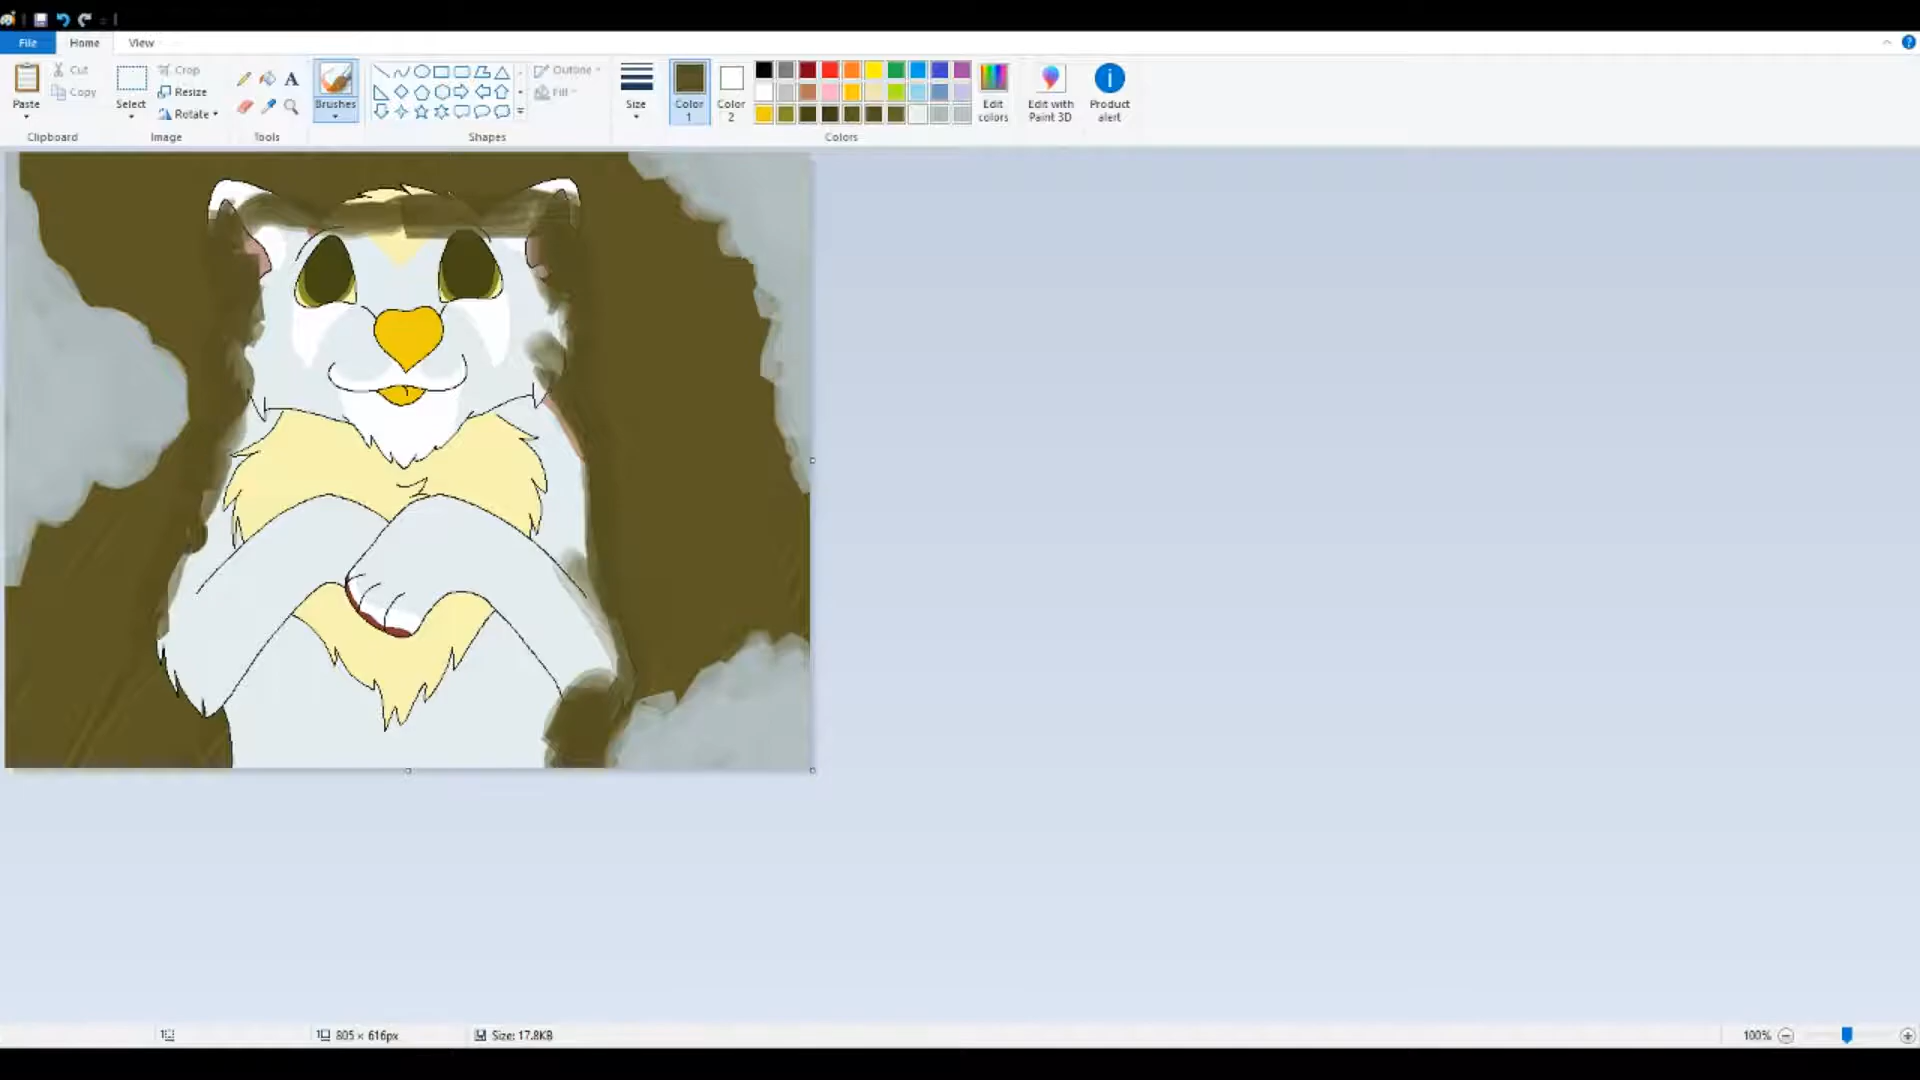 File Home View
Paste Cut Copy
Clipboard
Select Crop Resize Rotate
Image
A
Tools
Brushes
Outline Fill
Shapes
Size
Color 1
Color 2
Edit colors
Colors
Edit with Paint 3D
Product alert
805 × 616px
Size: 17.8KB
100%